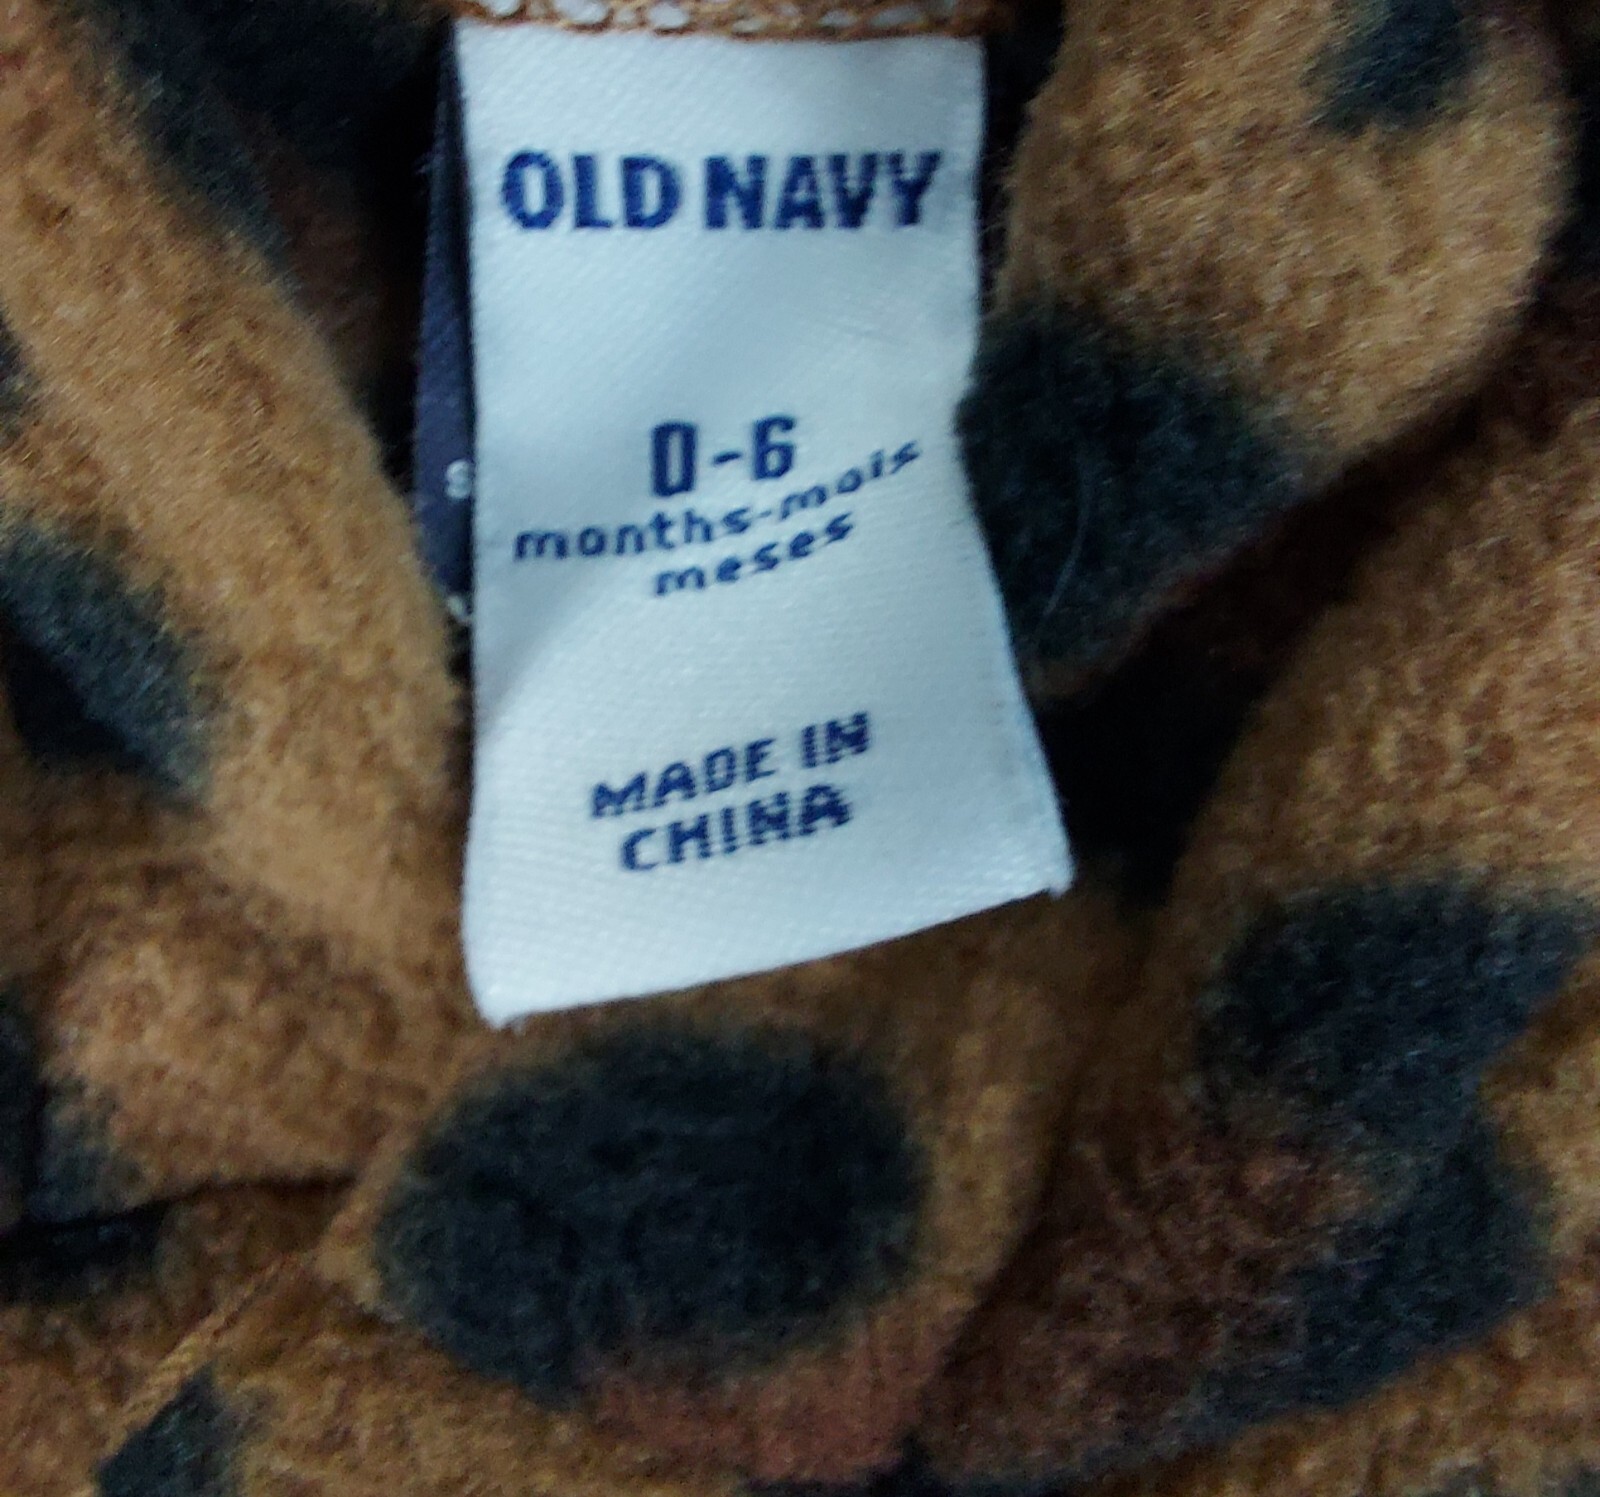 OLD NAVY
0-6
months-mois
meses
MADE IN
CHINA